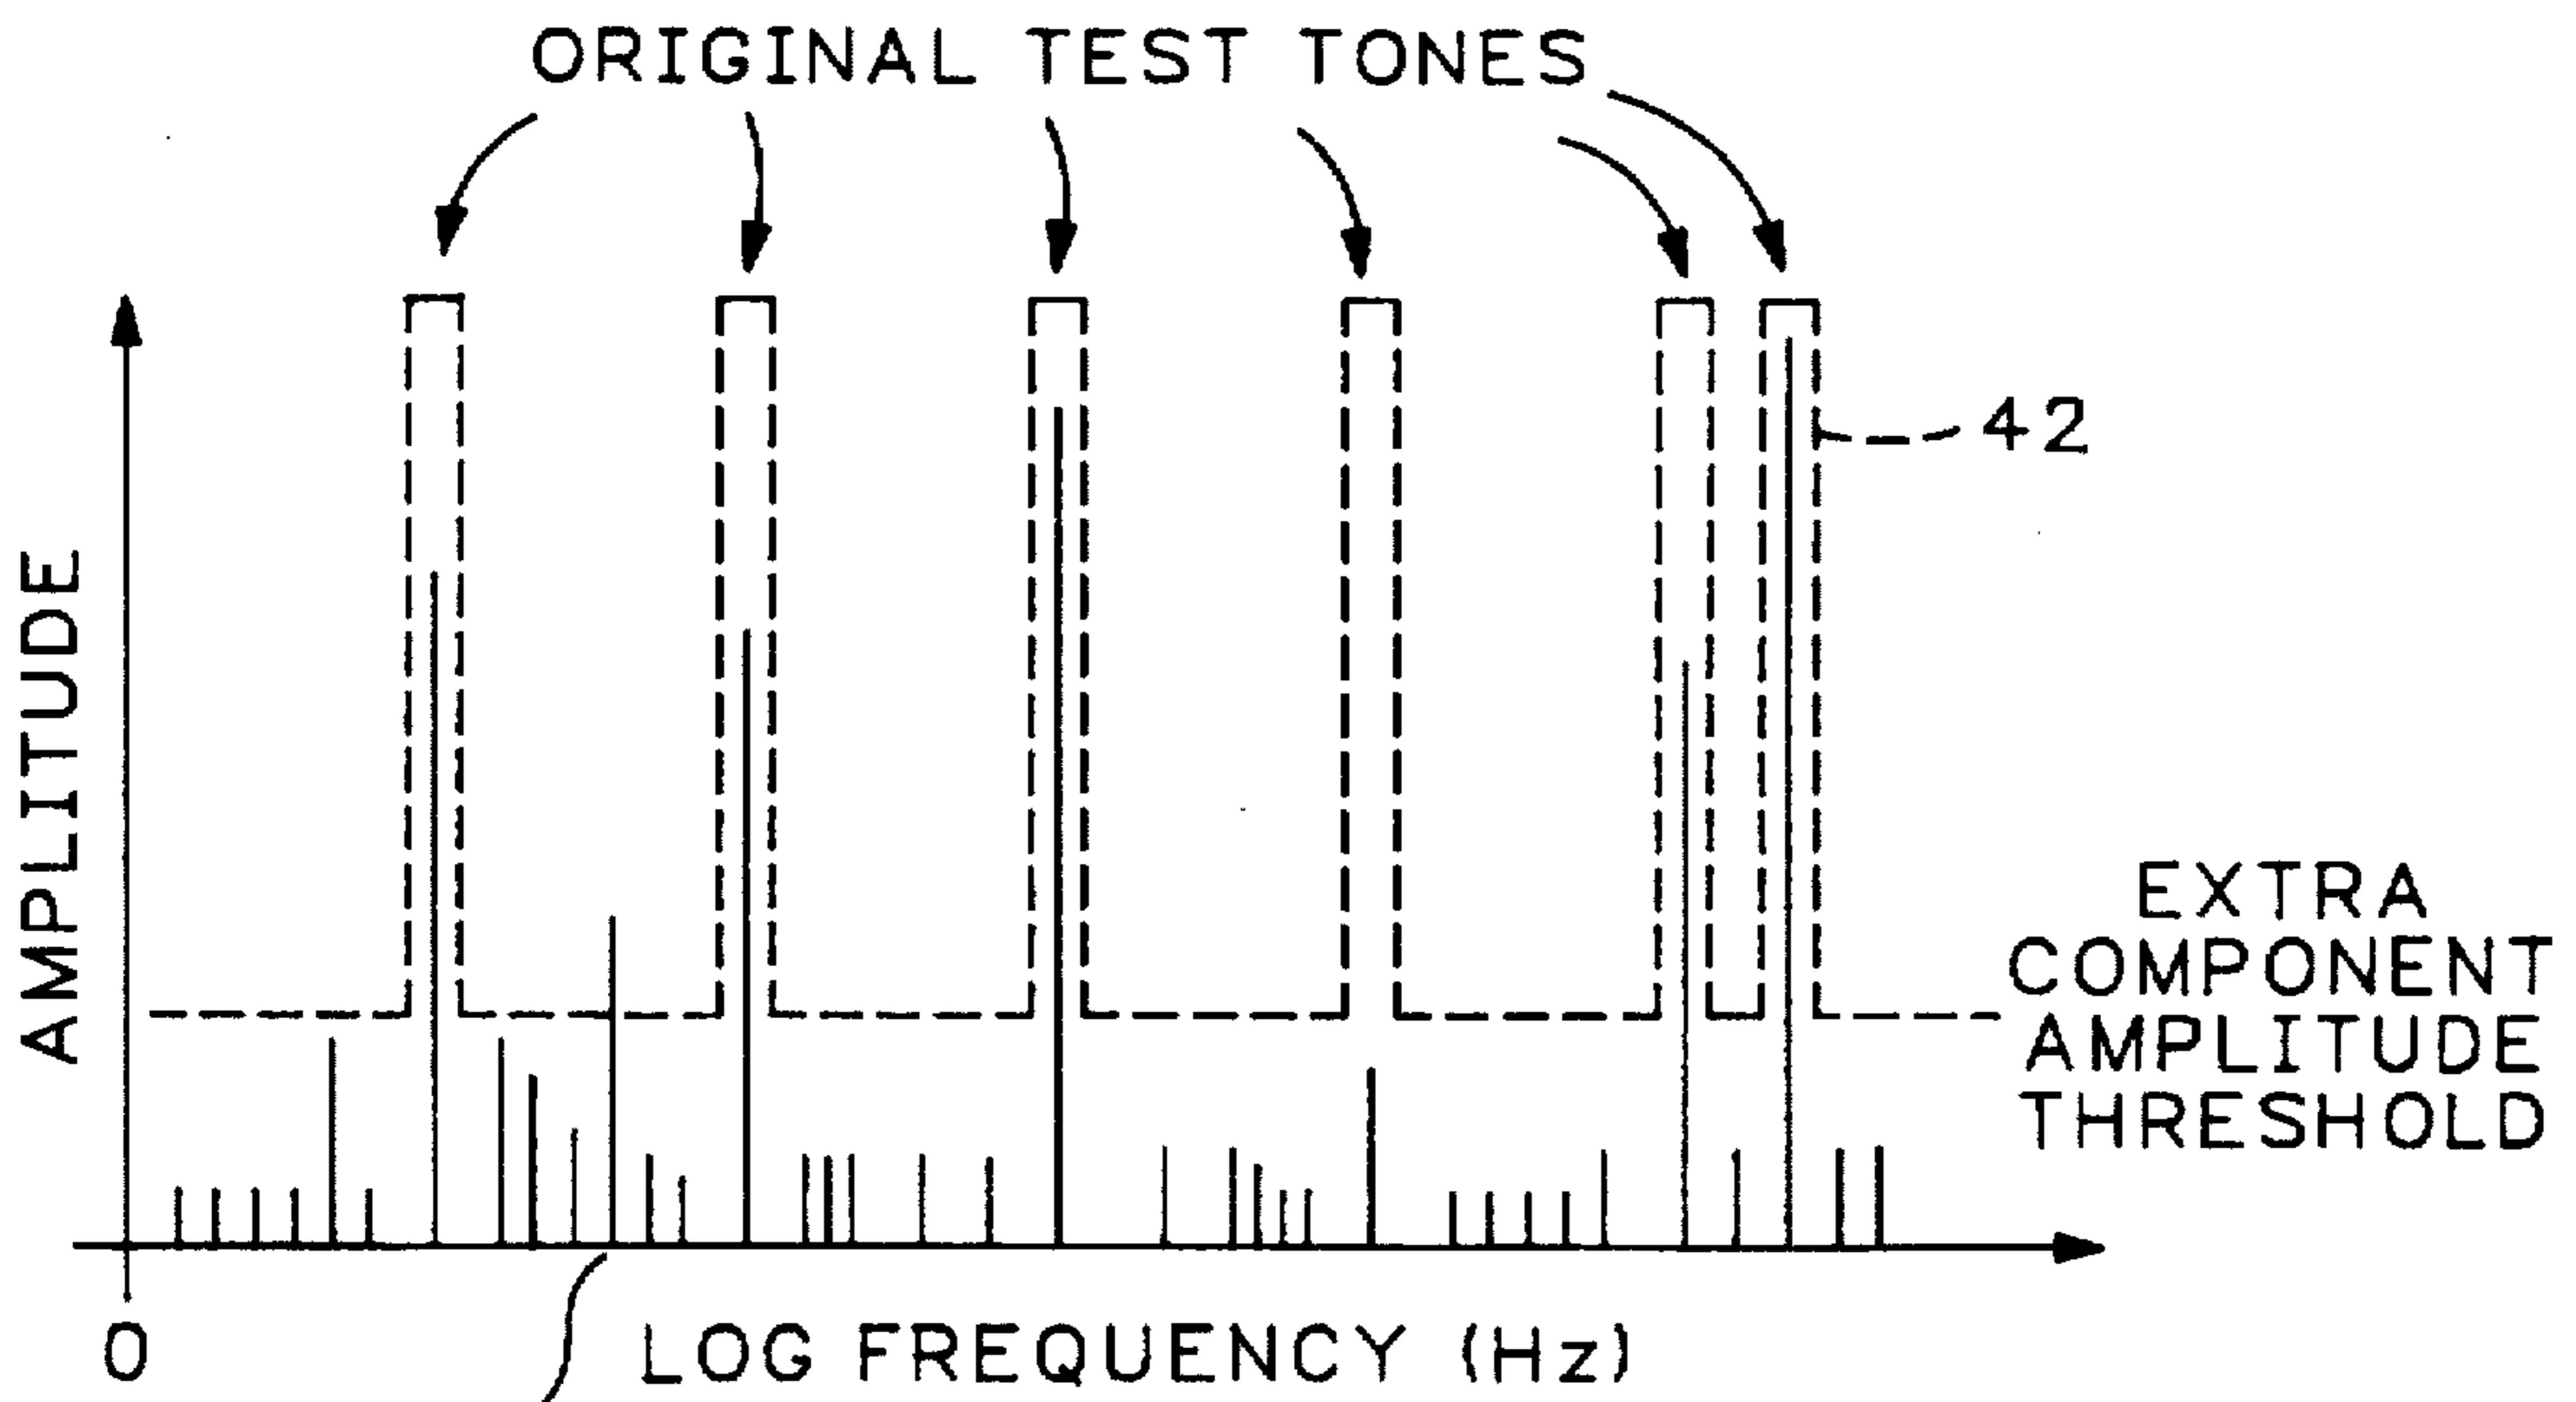 ORIGINAL TEST TONES
42
AMPLITUDE
EXTRA
COMPONENT
AMPLITUDE
THRESHOLD
0
LOG FREQUENCY (Hz)